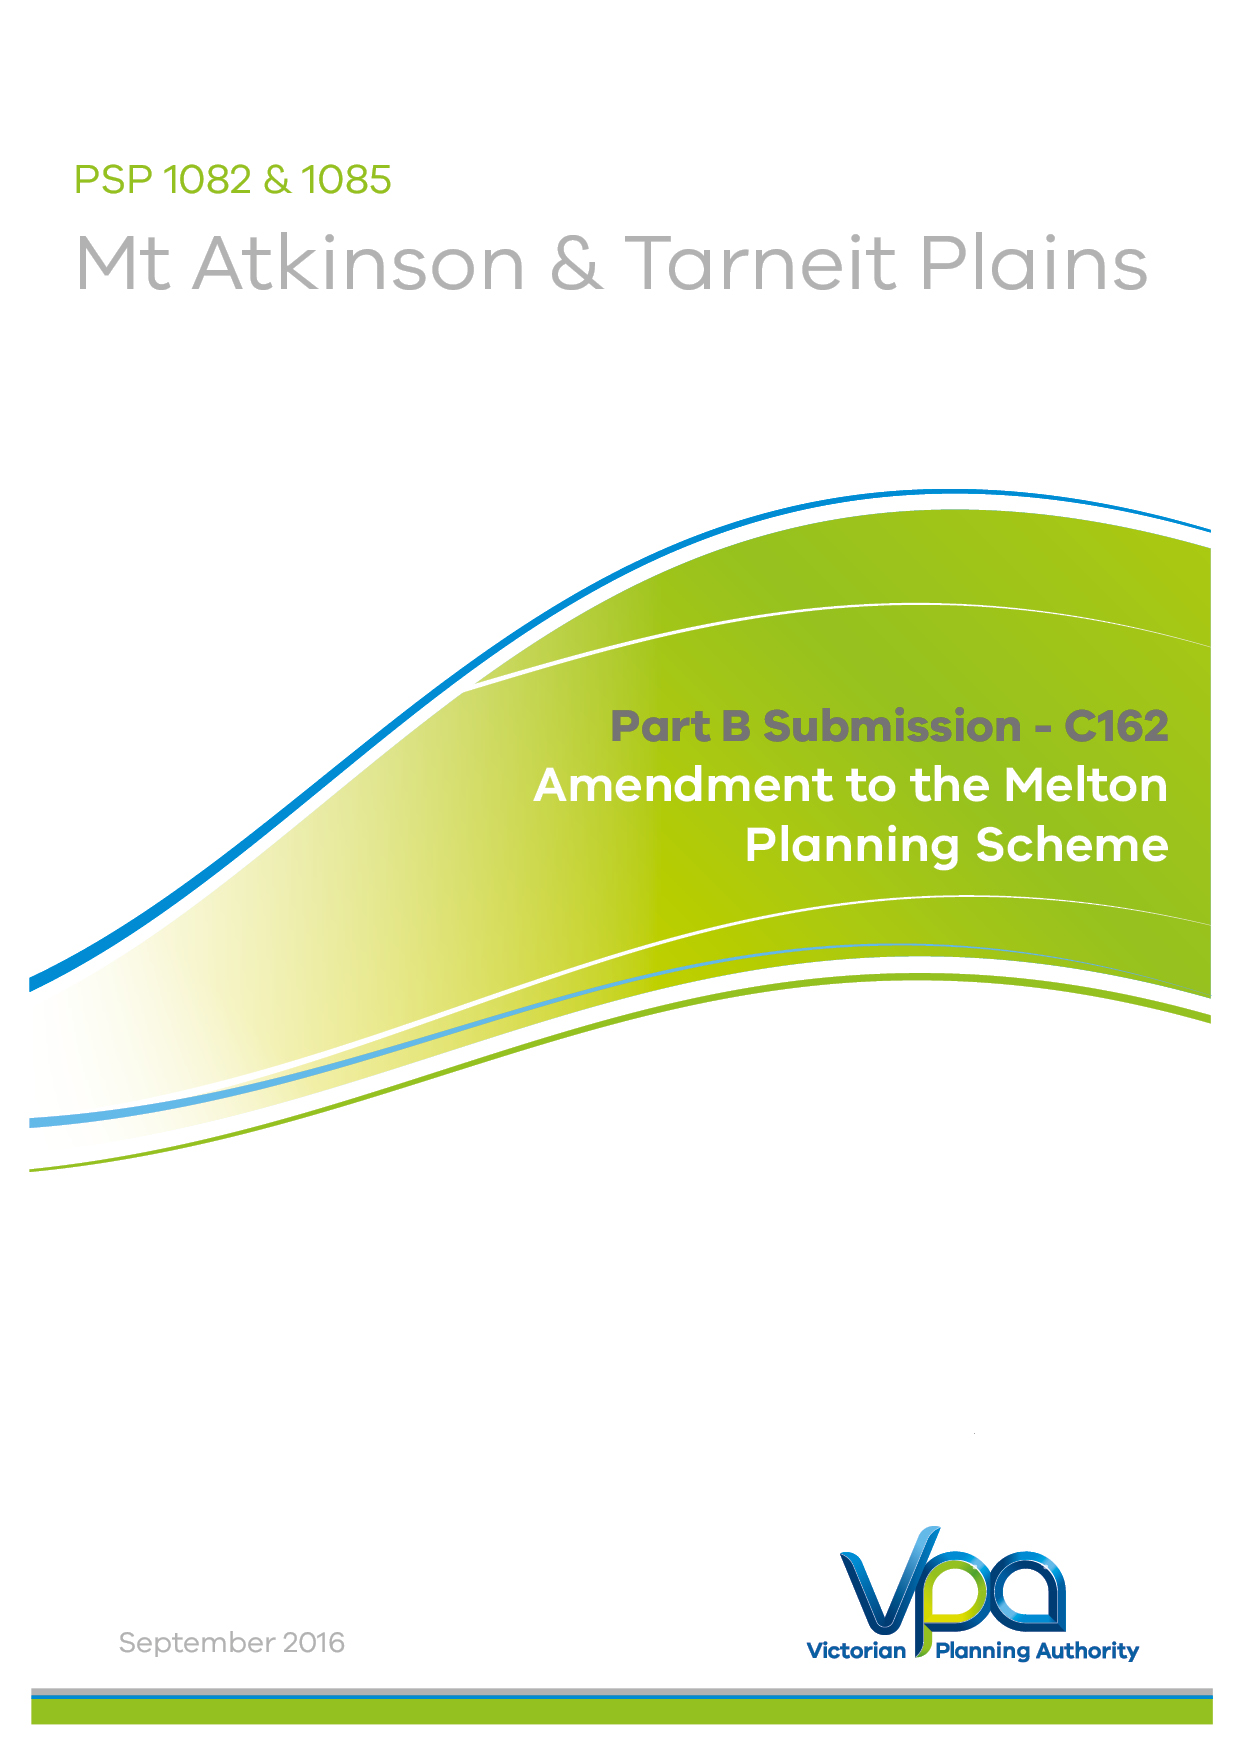 PSP 1082 & 1085
Mt Atkinson & Tarneit Plains
Part B Submission - C162
Amendment to the Melton
Planning Scheme
September 2016
vpa
Victorian Planning Authority